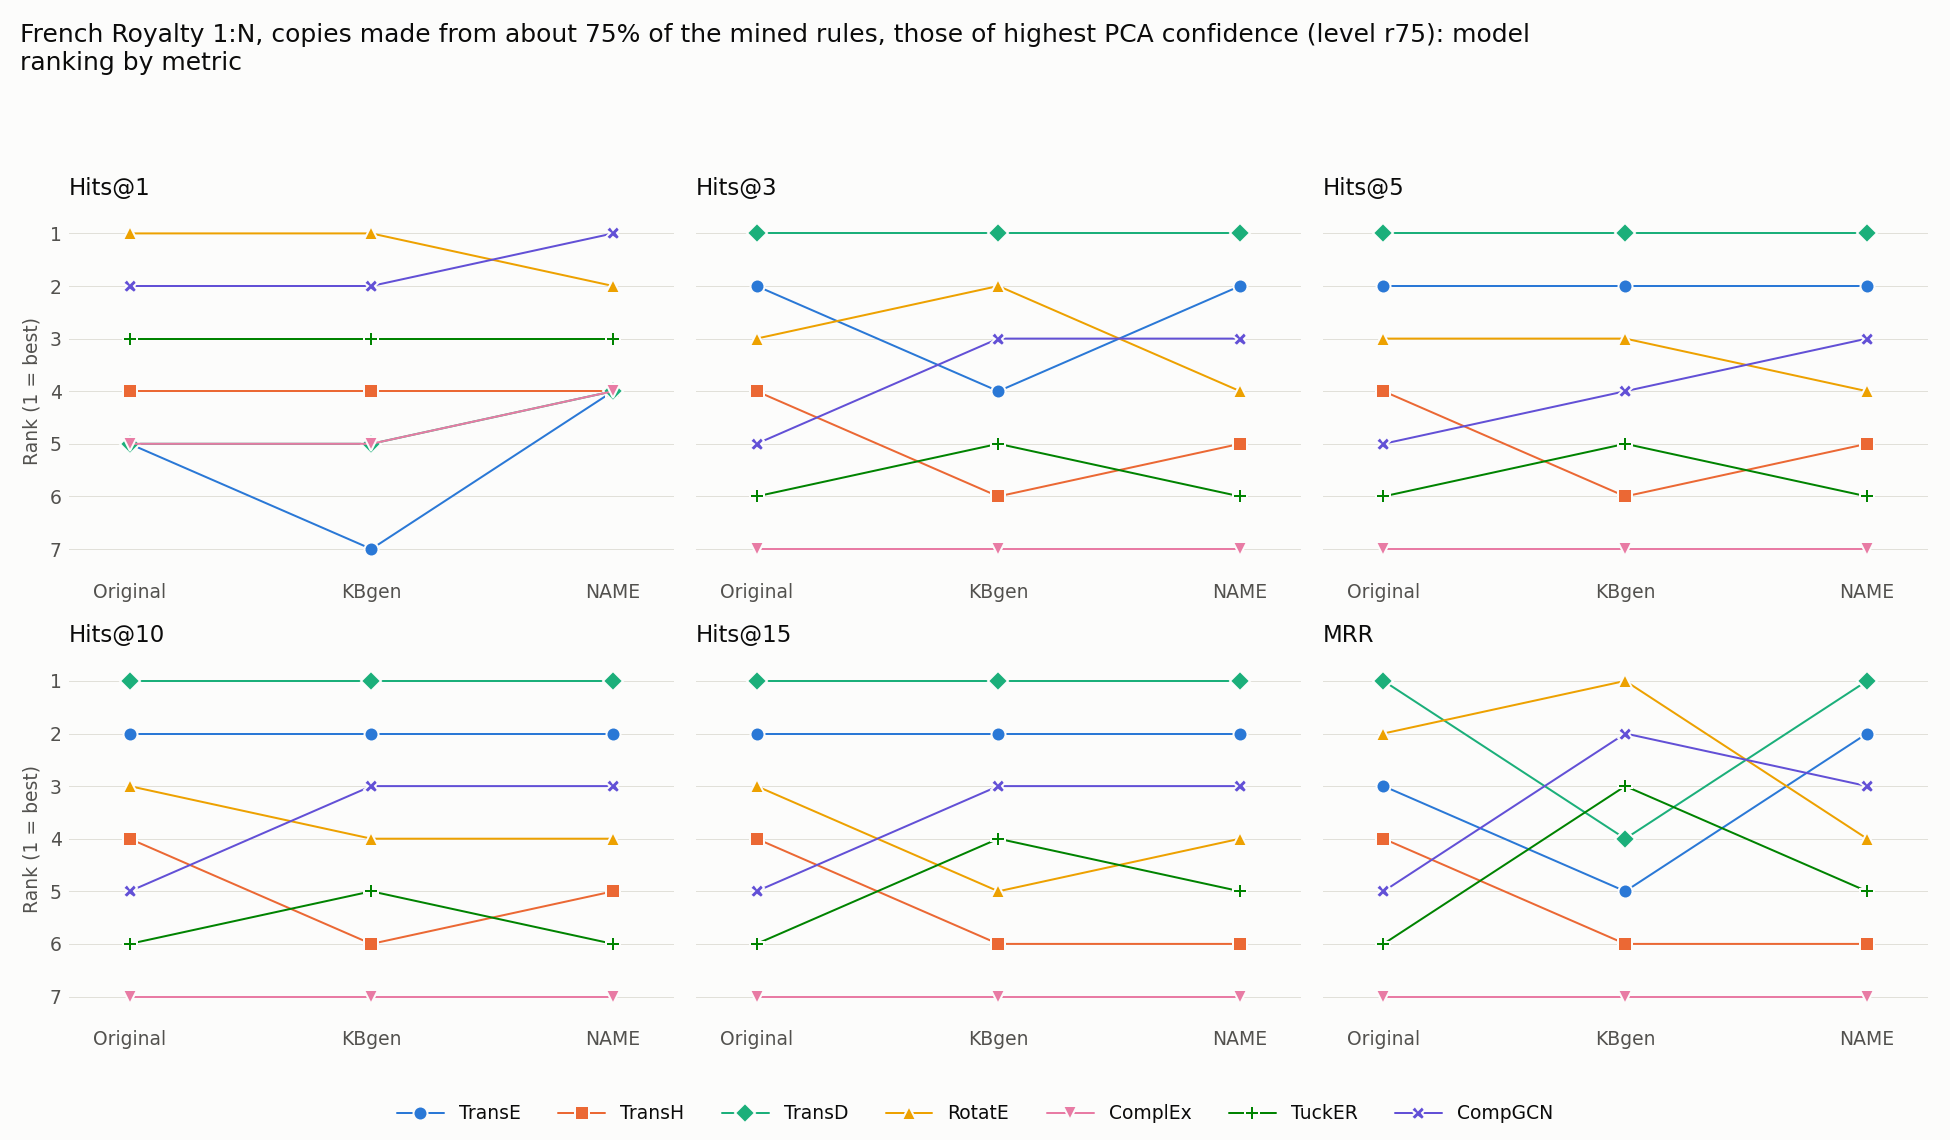 French Royalty 1:N, copies made from about 75% of the mined rules, those of highest PCA confidence (level r75): model
ranking by metric
Hits@1
Hits@3
Hits@5
Rank (1 = best)
1
2
3
4
5
6
7
Original
KBgen
NAME
Original
KBgen
NAME
Original
KBgen
NAME
Hits@10
Hits@15
MRR
Rank (1 = best)
1
2
3
4
5
6
7
Original
KBgen
NAME
Original
KBgen
NAME
Original
KBgen
NAME
TransE
TransH
TransD
RotatE
ComplEx
TuckER
CompGCN